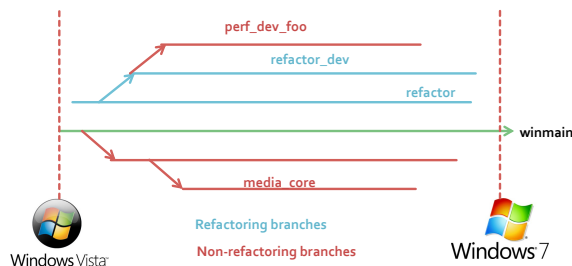 perf_dev_foo
refactor_dev
refactor
winmain
media_core
Refactoring branches
Non-refactoring branches
Windows Vista
Windows 7